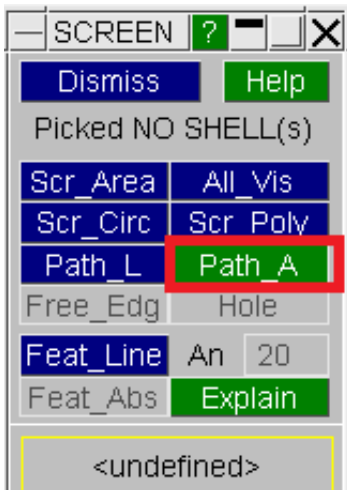 SCREEN ?
Dismiss Help
Picked NO SHELL(s)
Scr_Area All_Vis
Scr_Circ Scr_Poly
Path_L Path_A
Free_Edg Hole
Feat_Line An 20
Feat_Abs Explain
<undefined>